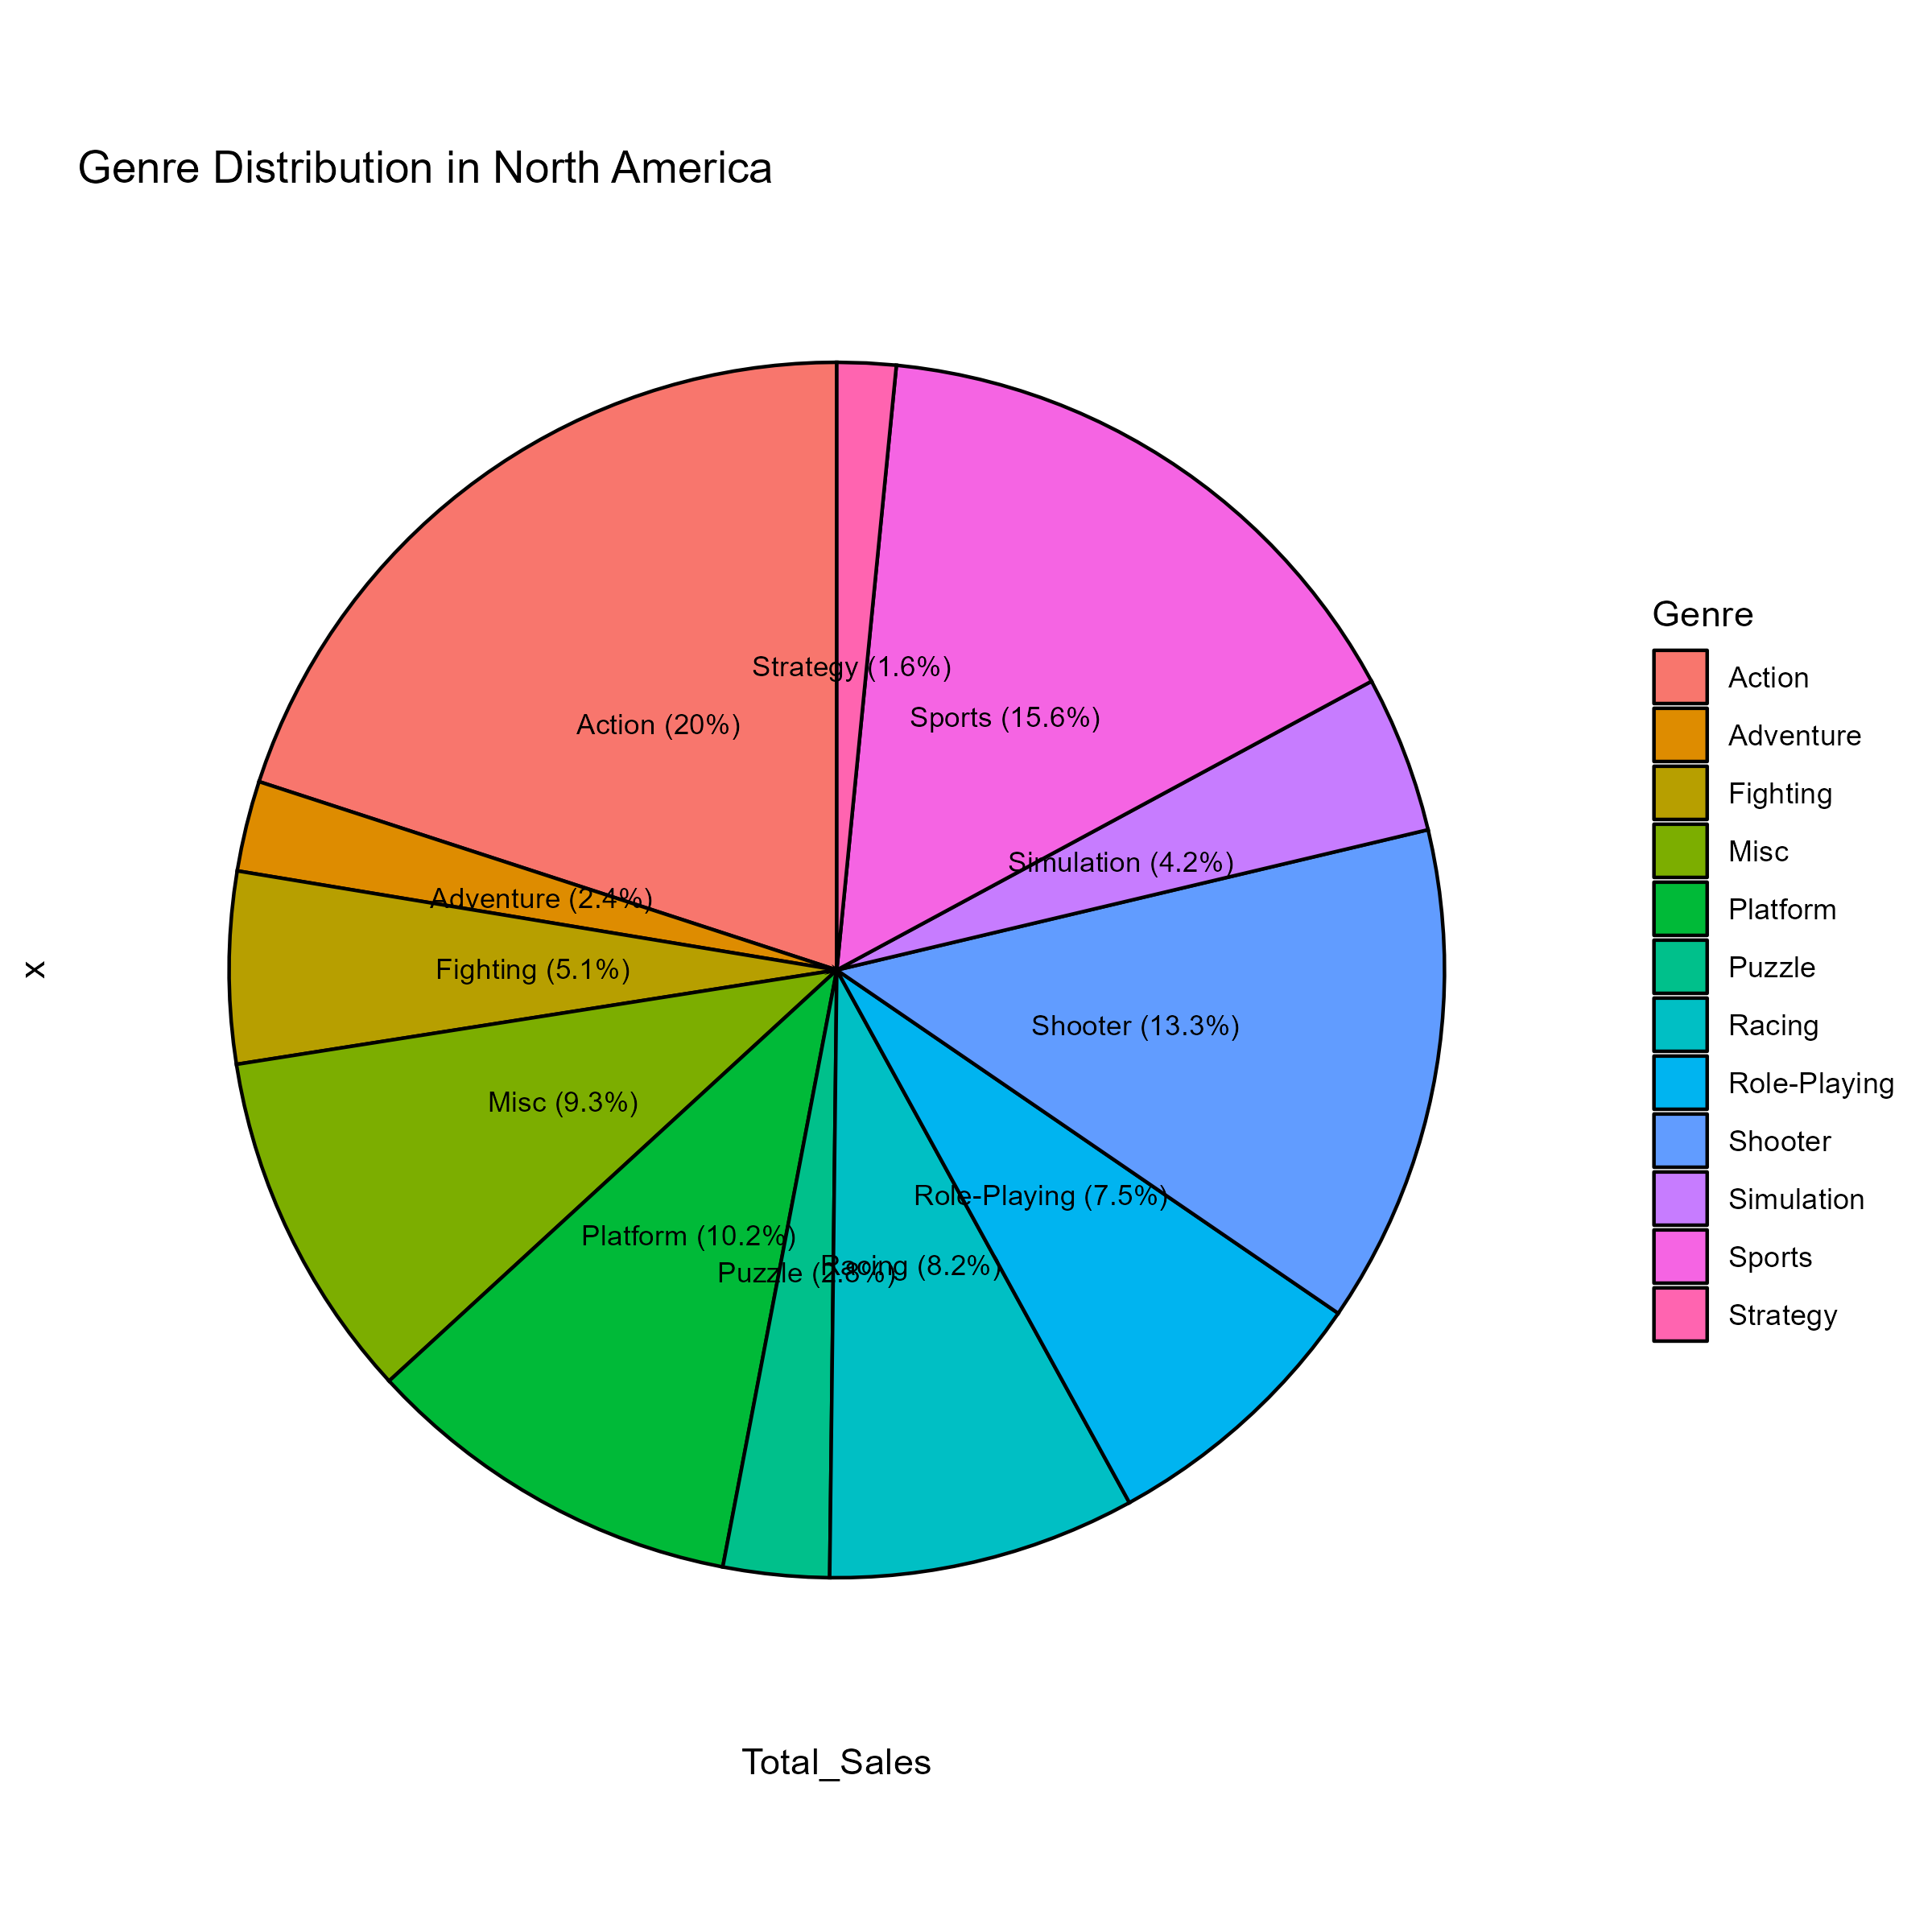 Genre Distribution in North America
Strategy (1.6%)
Sports (15.6%)
Action (20%)
Simulation (4.2%)
Adventure (2.4%)
Fighting (5.1%)
Shooter (13.3%)
Misc (9.3%)
Role-Playing (7.5%)
Platform (10.2%)
Racing (8.2%)
Puzzle (2.8%)
x
Total_Sales
Genre
Action
Adventure
Fighting
Misc
Platform
Puzzle
Racing
Role-Playing
Shooter
Simulation
Sports
Strategy